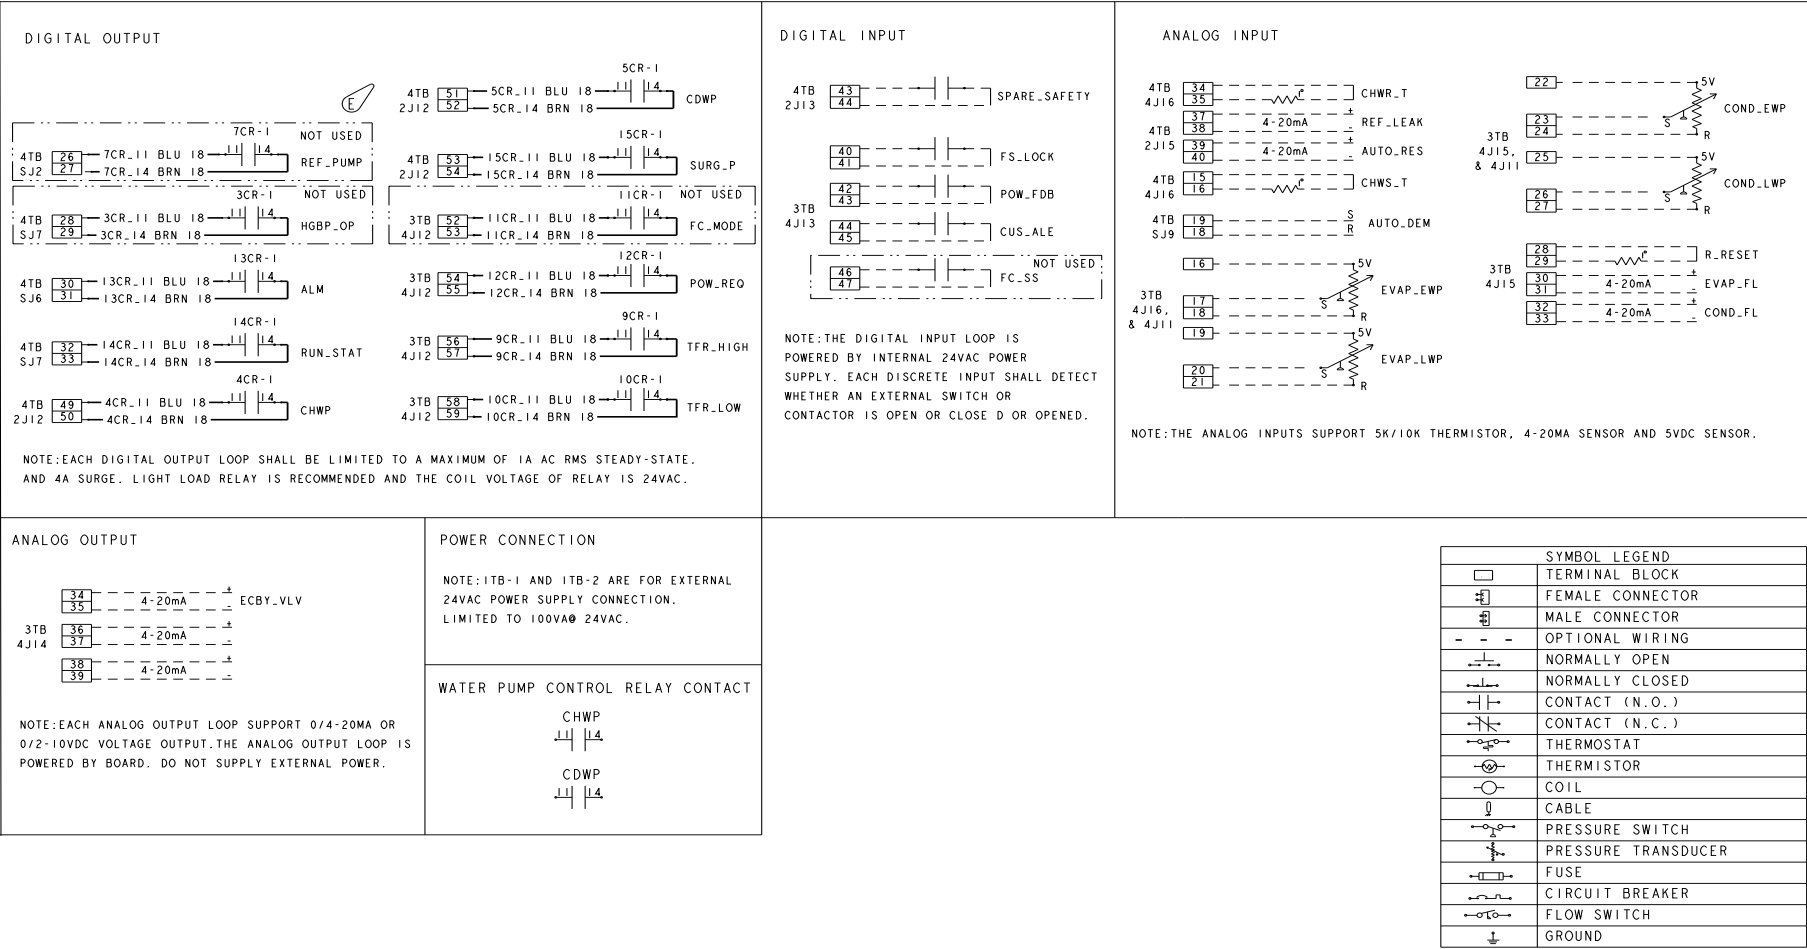 DIGITAL OUTPUT
E
7CR-1
NOT USED
4TB 26 7CR_11 BLU 18 11 14
SJ2 27 7CR_14 BRN 18
REF_PUMP
3CR-1
NOT USED
4TB 28 3CR_11 BLU 18 11 14
SJ7 29 3CR_14 BRN 18
HGBP_OP
13CR-1
4TB 30 13CR_11 BLU 18 11 14
SJ6 31 13CR_14 BRN 18
ALM
14CR-1
4TB 32 14CR_11 BLU 18 11 14
SJ7 33 14CR_14 BRN 18
RUN_STAT
4CR-1
4TB 49 4CR_11 BLU 18 11 14
2J12 50 4CR_14 BRN 18
CHWP
5CR-1
4TB 51 5CR_11 BLU 18 11 14
2J12 52 5CR_14 BRN 18
CDWP
15CR-1
4TB 53 15CR_11 BLU 18 11 14
2J12 54 15CR_14 BRN 18
SURG_P
11CR-1
NOT USED
3TB 52 11CR_11 BLU 18 11 14
4J12 53 11CR_14 BRN 18
FC_MODE
12CR-1
3TB 54 12CR_11 BLU 18 11 14
4J12 55 12CR_14 BRN 18
POW_REQ
9CR-1
3TB 56 9CR_11 BLU 18 11 14
4J12 57 9CR_14 BRN 18
TFR_HIGH
10CR-1
3TB 58 10CR_11 BLU 18 11 14
4J12 59 10CR_14 BRN 18
TFR_LOW
NOTE:EACH DIGITAL OUTPUT LOOP SHALL BE LIMITED TO A MAXIMUM OF 1A AC RMS STEADY-STATE.
AND 4A SURGE. LIGHT LOAD RELAY IS RECOMMENDED AND THE COIL VOLTAGE OF RELAY IS 24VAC.
DIGITAL INPUT
4TB 43
2J13 44
SPARE_SAFETY
40
41
FS_LOCK
42
43
POW_FDB
3TB
4J13
44
45
CUS_ALE
NOT USED
46
47
FC_SS
NOTE:THE DIGITAL INPUT LOOP IS
POWERED BY INTERNAL 24VAC POWER
SUPPLY. EACH DISCRETE INPUT SHALL DETECT
WHETHER AN EXTERNAL SWITCH OR
CONTACTOR IS OPEN OR CLOSE D OR OPENED.
ANALOG INPUT
4TB 34
4J16 35
CHWR_T
37 +
38 4-20mA -
REF_LEAK
4TB
2J15
39 +
40 4-20mA -
AUTO_RES
4TB 15
4J16 16
CHWS_T
4TB 19 S
SJ9 18 R
AUTO_DEM
16 5V
3TB
4J16,
& 4J11
17 S
18 R
EVAP_EWP
19 5V
20 S
21 R
EVAP_LWP
22 5V
23 S
24 R
COND_EWP
3TB
4J15,
& 4J11
25 5V
26 S
27 R
COND_LWP
28
29
R_RESET
3TB
4J15
30 +
31 4-20mA -
EVAP_FL
32 +
33 4-20mA -
COND_FL
NOTE:THE ANALOG INPUTS SUPPORT 5K/10K THERMISTOR, 4-20MA SENSOR AND 5VDC SENSOR.
ANALOG OUTPUT
34 +
35 4-20mA -
ECBY_VLV
3TB 36 +
4J14 37 4-20mA -
38 +
39 4-20mA -
NOTE:EACH ANALOG OUTPUT LOOP SUPPORT 0/4-20MA OR
0/2-10VDC VOLTAGE OUTPUT.THE ANALOG OUTPUT LOOP IS
POWERED BY BOARD. DO NOT SUPPLY EXTERNAL POWER.
POWER CONNECTION
NOTE:1TB-1 AND 1TB-2 ARE FOR EXTERNAL
24VAC POWER SUPPLY CONNECTION.
LIMITED TO 100VA@ 24VAC.
WATER PUMP CONTROL RELAY CONTACT
CHWP
11 14
CDWP
11 14
SYMBOL LEGEND
TERMINAL BLOCK
FEMALE CONNECTOR
MALE CONNECTOR
OPTIONAL WIRING
NORMALLY OPEN
NORMALLY CLOSED
CONTACT (N.O.)
CONTACT (N.C.)
THERMOSTAT
THERMISTOR
COIL
CABLE
PRESSURE SWITCH
PRESSURE TRANSDUCER
FUSE
CIRCUIT BREAKER
FLOW SWITCH
GROUND